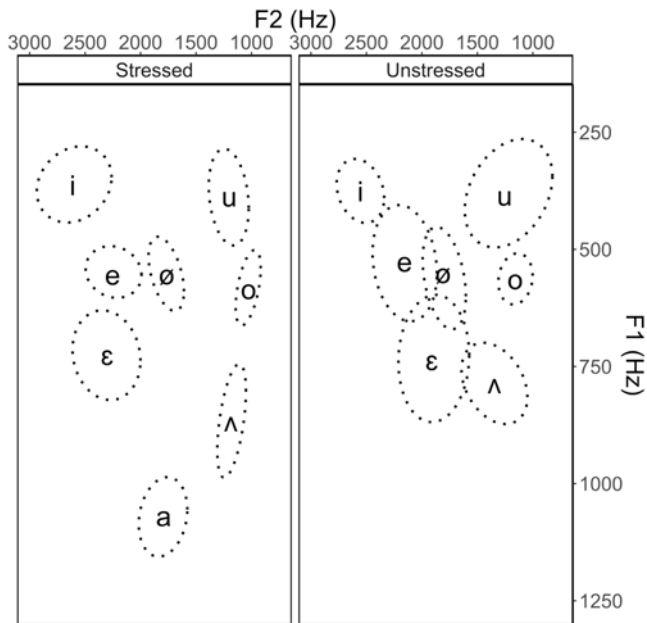 F2 (Hz)
3000 2500 2000 1500 1000 3000 2500 2000 1500 1000
Stressed Unstressed
250
i u i u
500
e ø o e ø o
ɛ ɛ
750
ʌ ʌ
F1 (Hz)
1000
a
1250